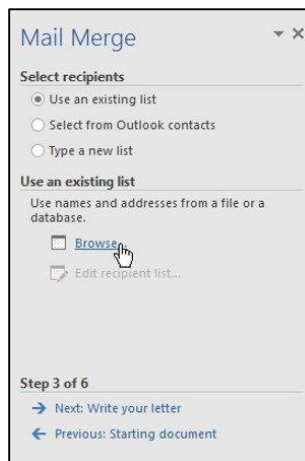 Mail Merge
Select recipients
Use an existing list
Select from Outlook contacts
Type a new list
Use an existing list
Use names and addresses from a file or a
database.
Browse...
Edit recipient list...
Step 3 of 6
Next: Write your letter
Previous: Starting document